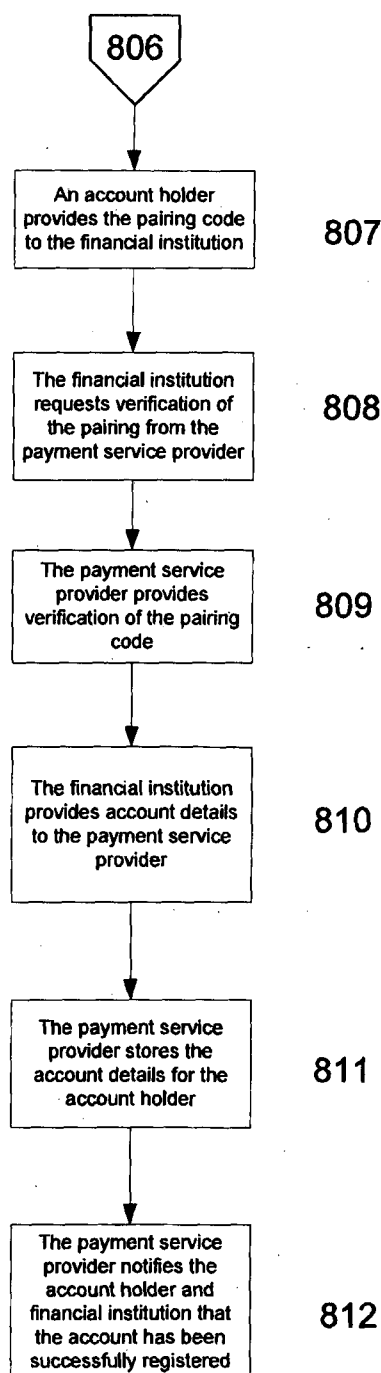 806
An account holder
provides the pairing code
to the financial institution
807
The financial institution
requests verification of
the pairing from the
payment service provider
808
The payment service
provider provides
verification of the pairing
code
809
The financial institution
provides account details
to the payment service
provider
810
The payment service
provider stores the
account details for the
account holder
811
The payment service
provider notifies the
account holder and
financial institution that
the account has been
successfully registered
812